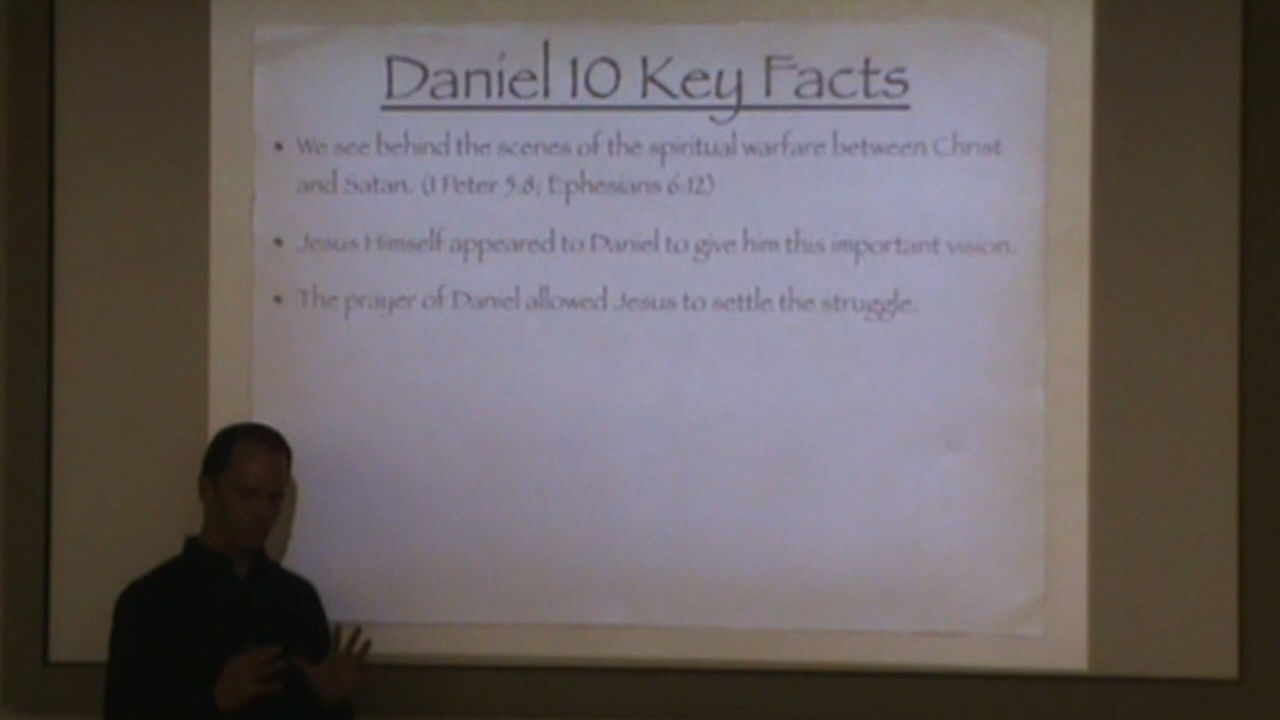 Daniel 10 Key Facts
• We see behind the scenes of the spiritual warfare between Christ
and Satan. (1 Peter 5:8; Ephesians 6:12)
• Jesus Himself appeared to Daniel to give him this important vision.
• The prayer of Daniel allowed Jesus to settle the struggle.